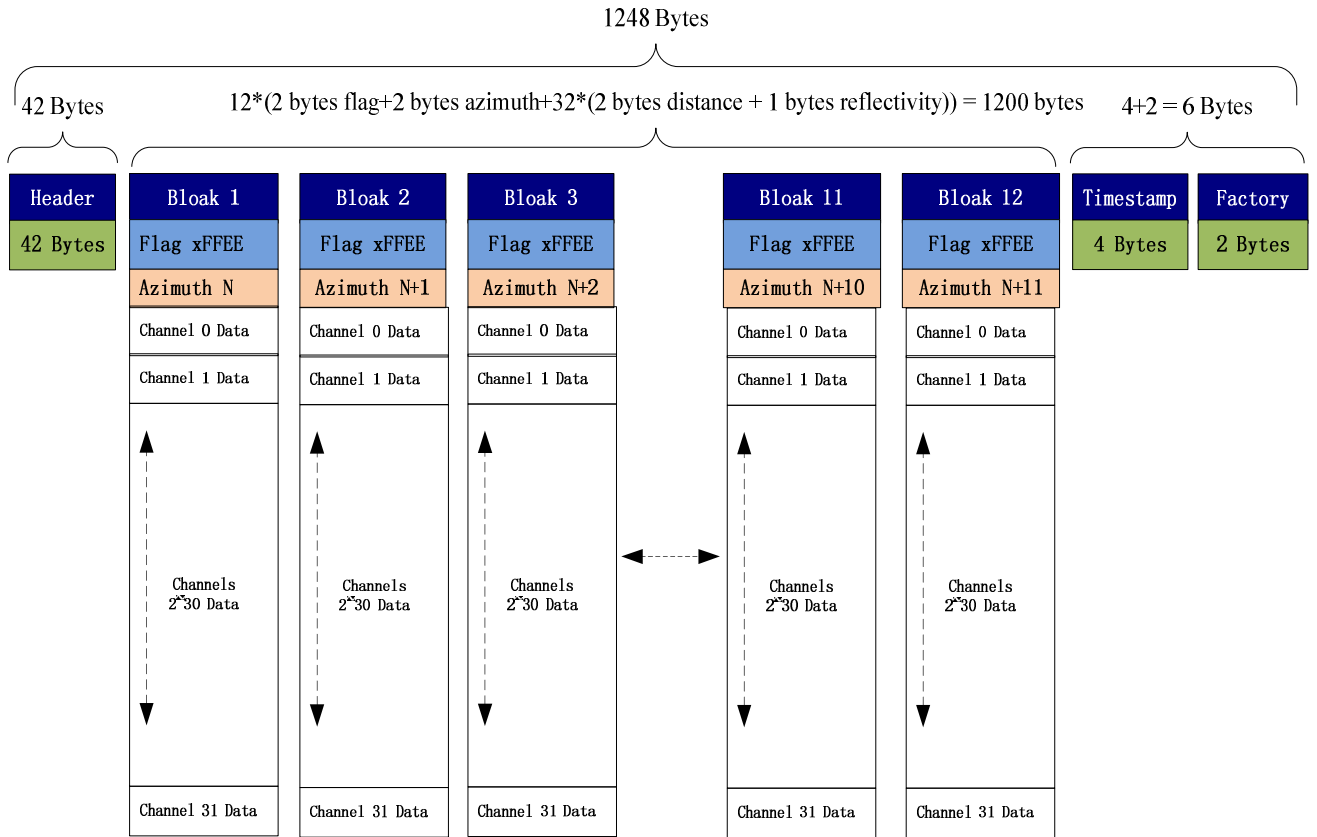 1248 Bytes
42 Bytes
12*(2 bytes flag+2 bytes azimuth+32*(2 bytes distance + 1 bytes reflectivity)) = 1200 bytes
4+2 = 6 Bytes
Header
42 Bytes
Bloak 1
Flag xFFEE
Azimuth N
Channel 0 Data
Channel 1 Data
Channels
2~30 Data
Channel 31 Data
Bloak 2
Flag xFFEE
Azimuth N+1
Channel 0 Data
Channel 1 Data
Channels
2~30 Data
Channel 31 Data
Bloak 3
Flag xFFEE
Azimuth N+2
Channel 0 Data
Channel 1 Data
Channels
2~30 Data
Channel 31 Data
Bloak 11
Flag xFFEE
Azimuth N+10
Channel 0 Data
Channel 1 Data
Channels
2~30 Data
Channel 31 Data
Bloak 12
Flag xFFEE
Azimuth N+11
Channel 0 Data
Channel 1 Data
Channels
2~30 Data
Channel 31 Data
Timestamp
4 Bytes
Factory
2 Bytes